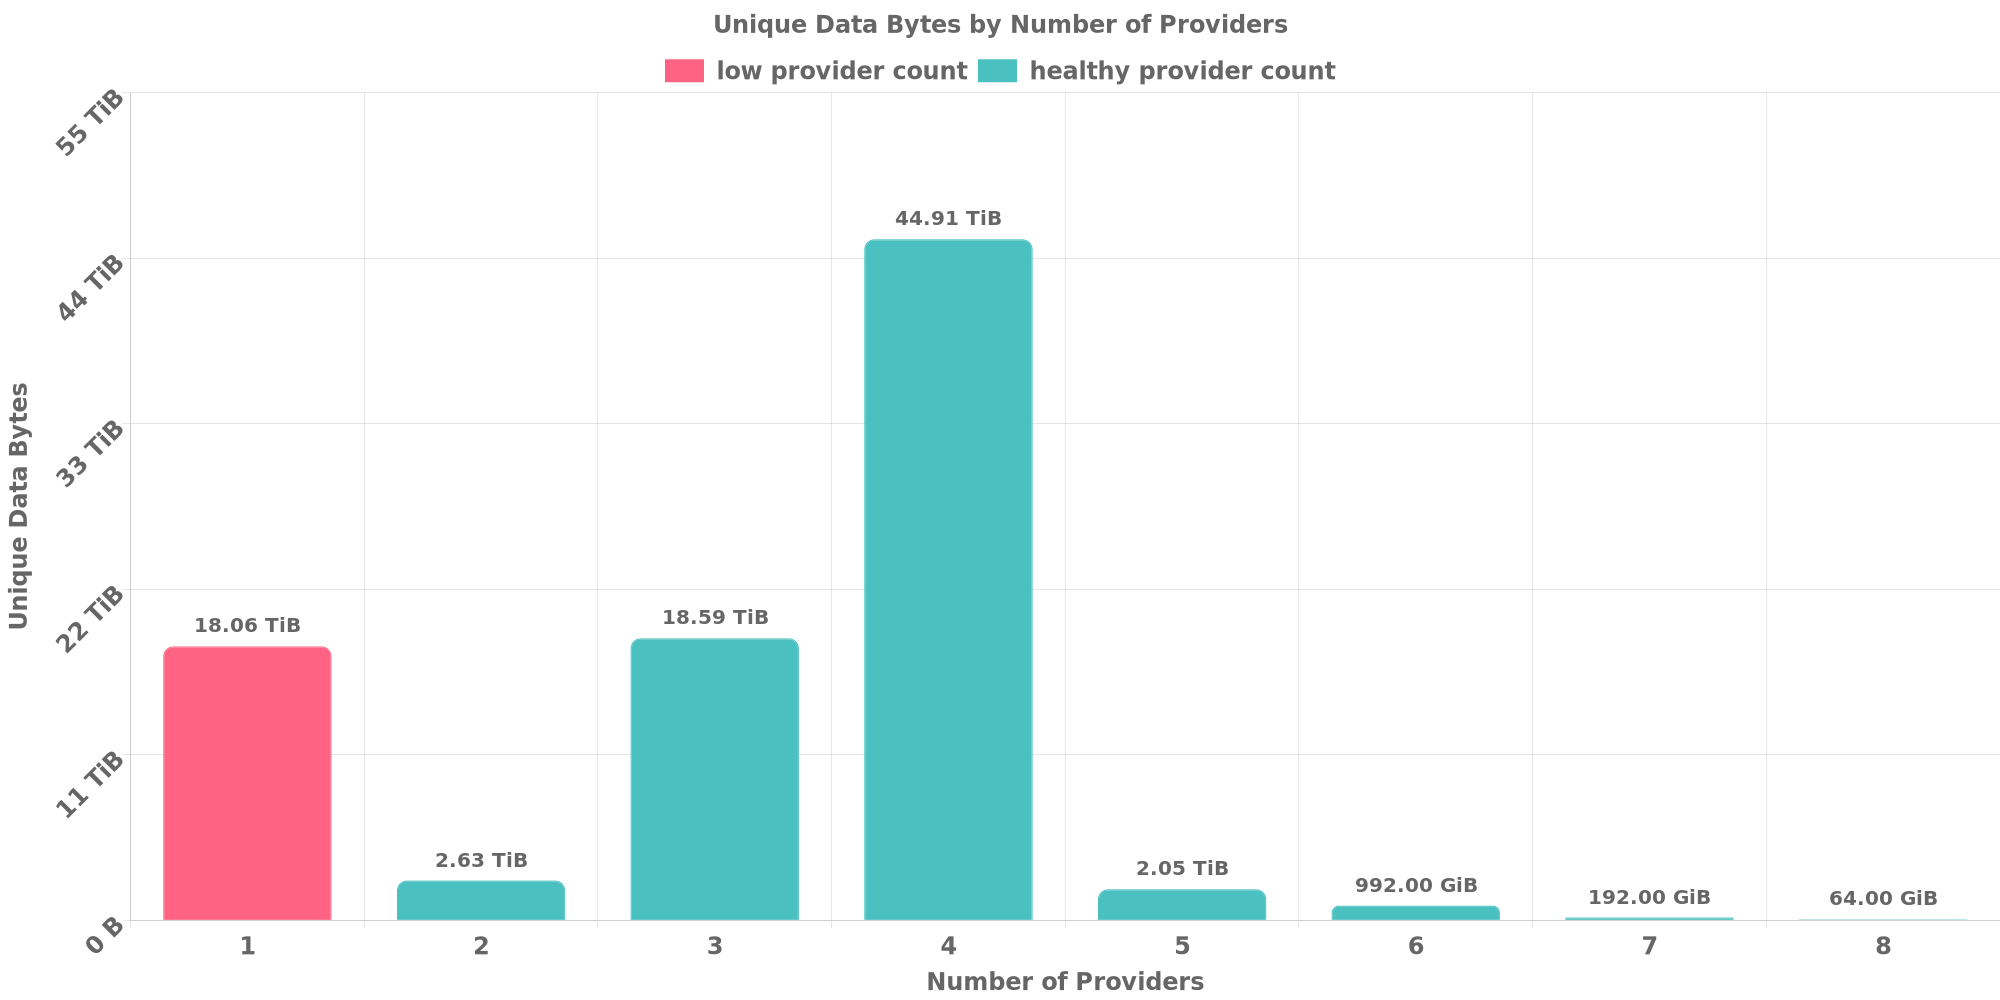 Unique Data Bytes by Number of Providers
low provider count healthy provider count
Unique Data Bytes
55 TiB
44 TiB
33 TiB
22 TiB
11 TiB
0 B
18.06 TiB
2.63 TiB
18.59 TiB
44.91 TiB
2.05 TiB
992.00 GiB
192.00 GiB
64.00 GiB
1 2 3 4 5 6 7 8
Number of Providers